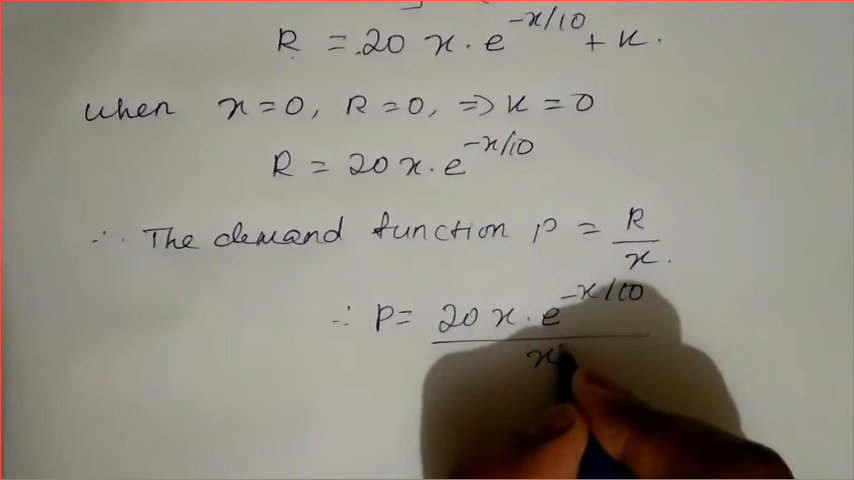 R = 20 x · e^{-x/10} + K.
when x = 0, R = 0, ⇒ K = 0
R = 20 x · e^{-x/10}
∴ The demand function p = R/x.
∴ P = 20 x · e^{-x/10} / x